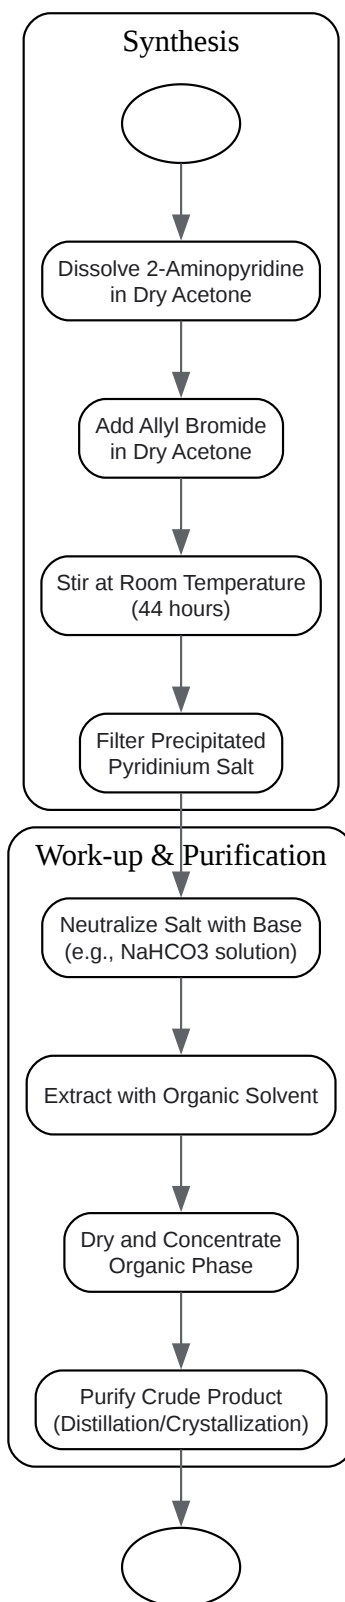 Synthesis
Dissolve 2-Aminopyridine
in Dry Acetone
Add Allyl Bromide
in Dry Acetone
Stir at Room Temperature
(44 hours)
Filter Precipitated
Pyridinium Salt
Work-up & Purification
Neutralize Salt with Base
(e.g., NaHCO3 solution)
Extract with Organic Solvent
Dry and Concentrate
Organic Phase
Purify Crude Product
(Distillation/Crystallization)